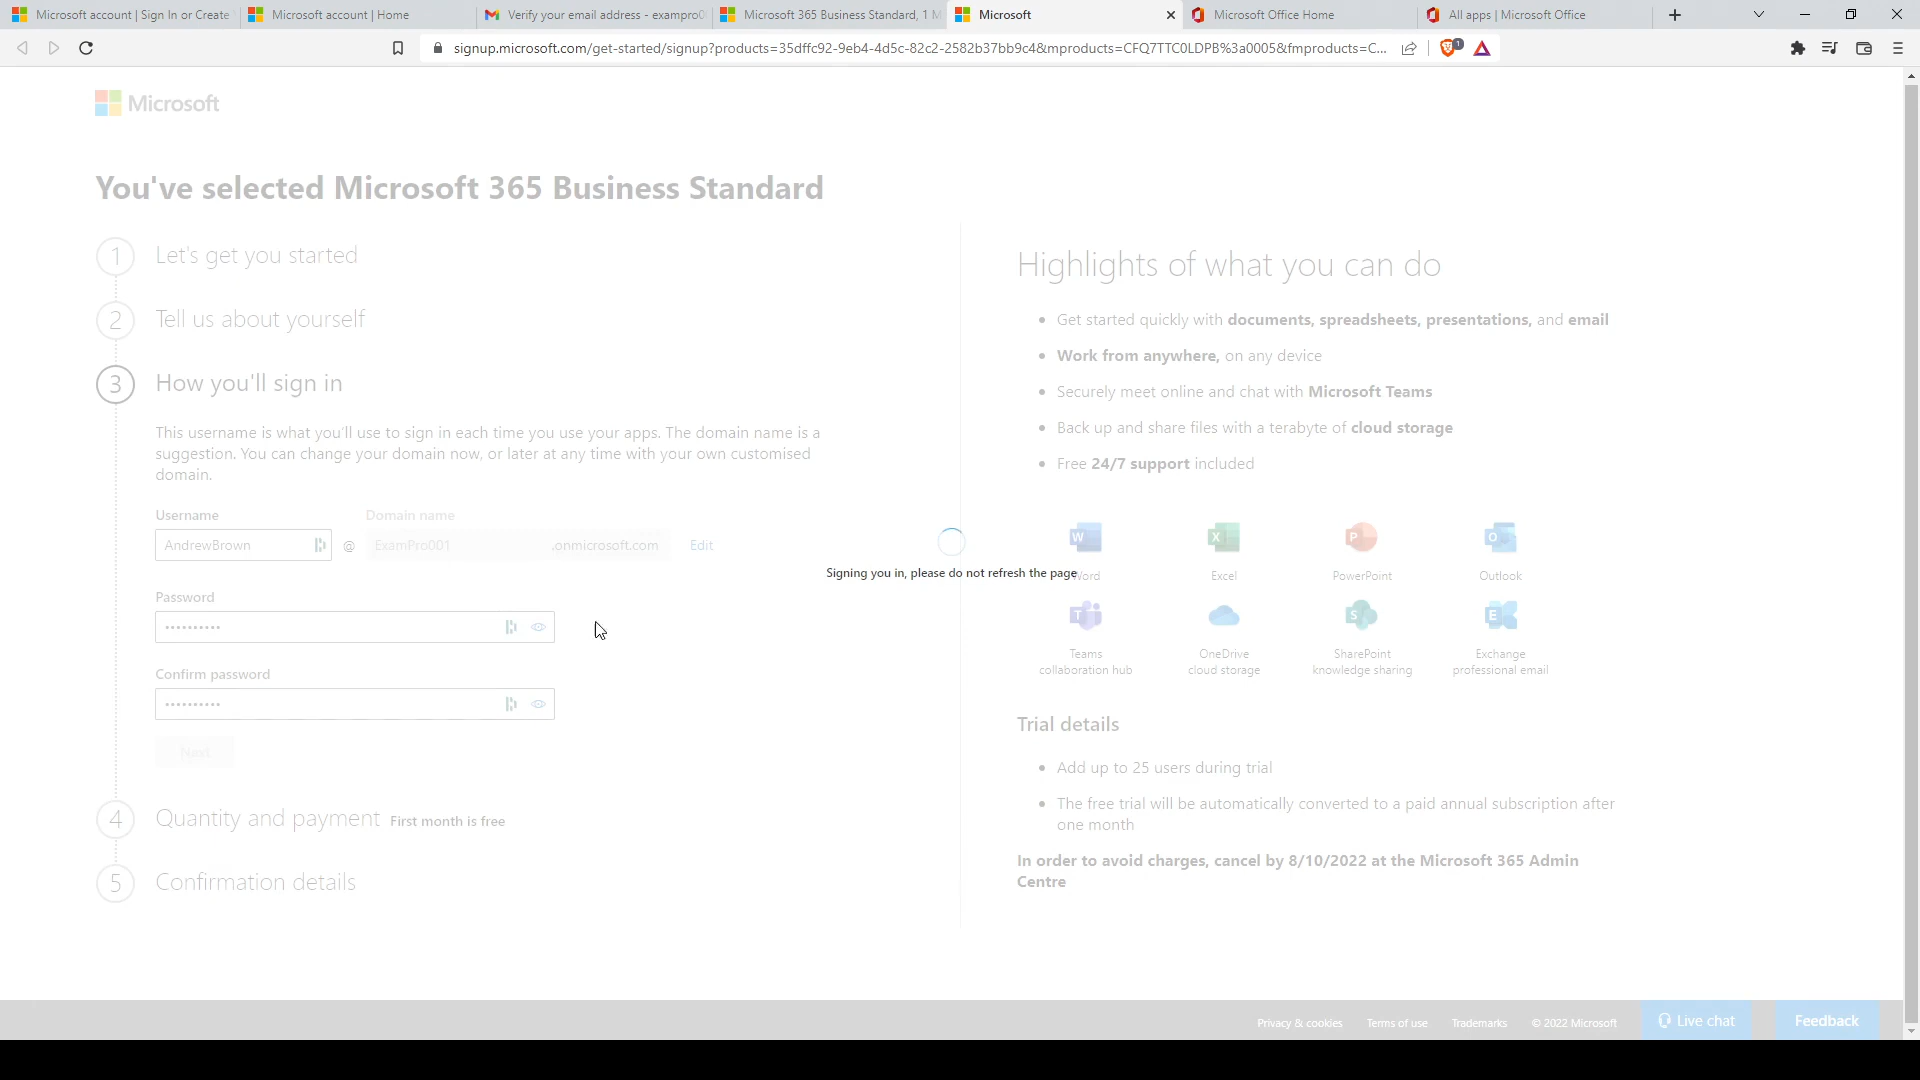 Microsoft account | Sign In or Create
Microsoft account | Home
Verify your email address - exampro0
Microsoft 365 Business Standard, 1 M
Microsoft
Microsoft Office Home
All apps | Microsoft Office
signup.microsoft.com/get-started/signup?products=35dffc92-9eb4-4d5c-82c2-2582b37bb9c4&mproducts=CFQ7TTC0LDPB%3a0005&fmproducts=C...
1
Microsoft
You've selected Microsoft 365 Business Standard
1 Let's get you started
2 Tell us about yourself
3 How you'll sign in
This username is what you'll use to sign in each time you use your apps. The domain name is a
suggestion. You can change your domain now, or later at any time with your own customised
domain.
Username
Domain name
AndrewBrown
@
ExamPro001
.onmicrosoft.com
Edit
Password
Confirm password
Next
4 Quantity and payment First month is free
5 Confirmation details
Signing you in, please do not refresh the page
Highlights of what you can do
• Get started quickly with documents, spreadsheets, presentations, and email
• Work from anywhere, on any device
• Securely meet online and chat with Microsoft Teams
• Back up and share files with a terabyte of cloud storage
• Free 24/7 support included
Word
Excel
PowerPoint
Outlook
Teams
collaboration hub
OneDrive
cloud storage
SharePoint
knowledge sharing
Exchange
professional email
Trial details
• Add up to 25 users during trial
• The free trial will be automatically converted to a paid annual subscription after
one month
In order to avoid charges, cancel by 8/10/2022 at the Microsoft 365 Admin
Centre
Privacy & cookies
Terms of use
Trademarks
© 2022 Microsoft
Live chat
Feedback